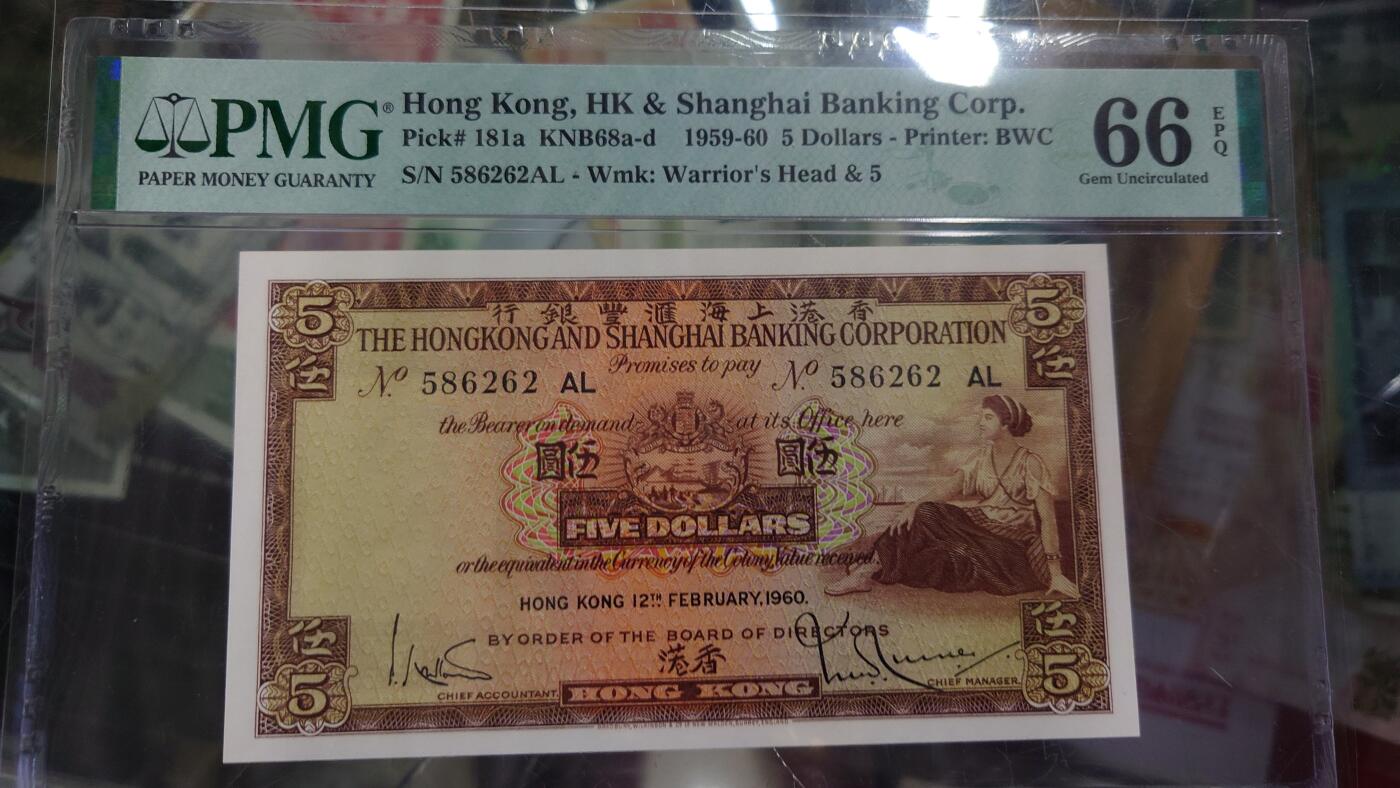 PMG®
PAPER MONEY GUARANTY
Hong Kong, HK & Shanghai Banking Corp.
Pick# 181a KNB68a-d 1959-60 5 Dollars - Printer: BWC
S/N 586262AL - Wmk: Warrior's Head & 5
66
EPQ
Gem Uncirculated
5 行銀豐滙海上港香 5
THE HONGKONG AND SHANGHAI BANKING CORPORATION
伍 Promises to pay 伍
Nº 586262 AL Nº 586262 AL
the Bearer on demand at its Office here
圓伍 圓伍
FIVE DOLLARS
or the equivalent in the Currency of the Colony Value received.
HONG KONG 12TH FEBRUARY, 1960.
伍 BY ORDER OF THE BOARD OF DIRECTORS 伍
港香
5 CHIEF ACCOUNTANT. HONG KONG CHIEF MANAGER. 5